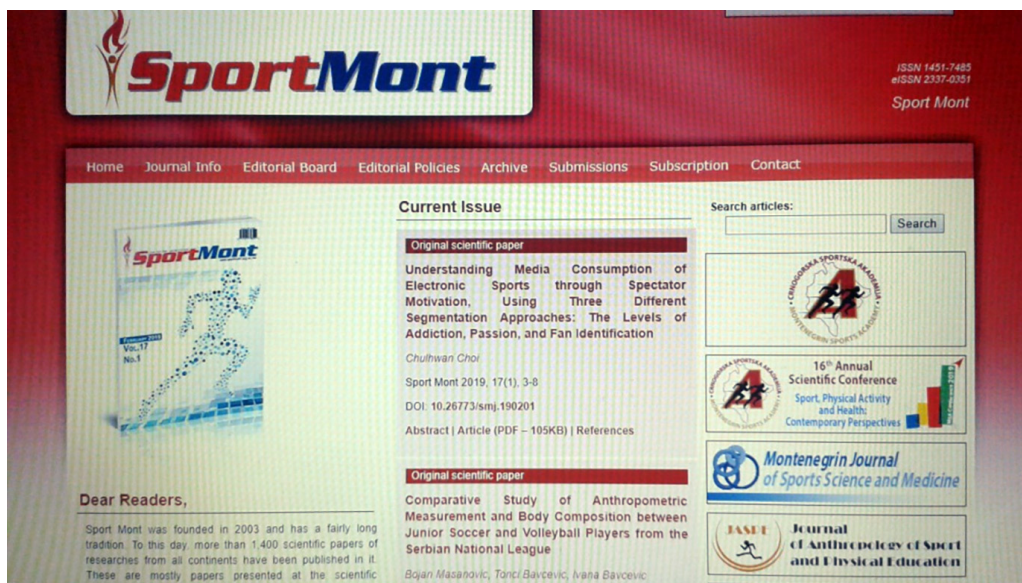 SportMont
ISSN 1451-7485
eISSN 2337-0351
Sport Mont
Home Journal Info Editorial Board Editorial Policies Archive Submissions Subscription Contact
SportMont
February 2019
Vol.17
No.1
Dear Readers,
Sport Mont was founded in 2003 and has a fairly long
tradition. To this day, more than 1,400 scientific papers of
researches from all continents have been published in it.
These are mostly papers presented at the scientific
Current Issue
Original scientific paper
Understanding Media Consumption of
Electronic Sports through Spectator
Motivation, Using Three Different
Segmentation Approaches: The Levels of
Addiction, Passion, and Fan Identification
Chulhwan Choi
Sport Mont 2019, 17(1), 3-8
DOI: 10.26773/smj.190201
Abstract | Article (PDF – 105KB) | References
Original scientific paper
Comparative Study of Anthropometric
Measurement and Body Composition between
Junior Soccer and Volleyball Players from the
Serbian National League
Bojan Masanovic, Tonci Bavcevic, Ivana Bavcevic
Search articles:
Search
CRNOGORSKA SPORTSKA AKADEMIJA
MONTENEGRIN SPORTS ACADEMY
16th Annual
Scientific Conference
Sport, Physical Activity
and Health:
Contemporary Perspectives
Montenegrin Journal
of Sports Science and Medicine
JASPE
Journal
of Anthropology of Sport
and Physical Education